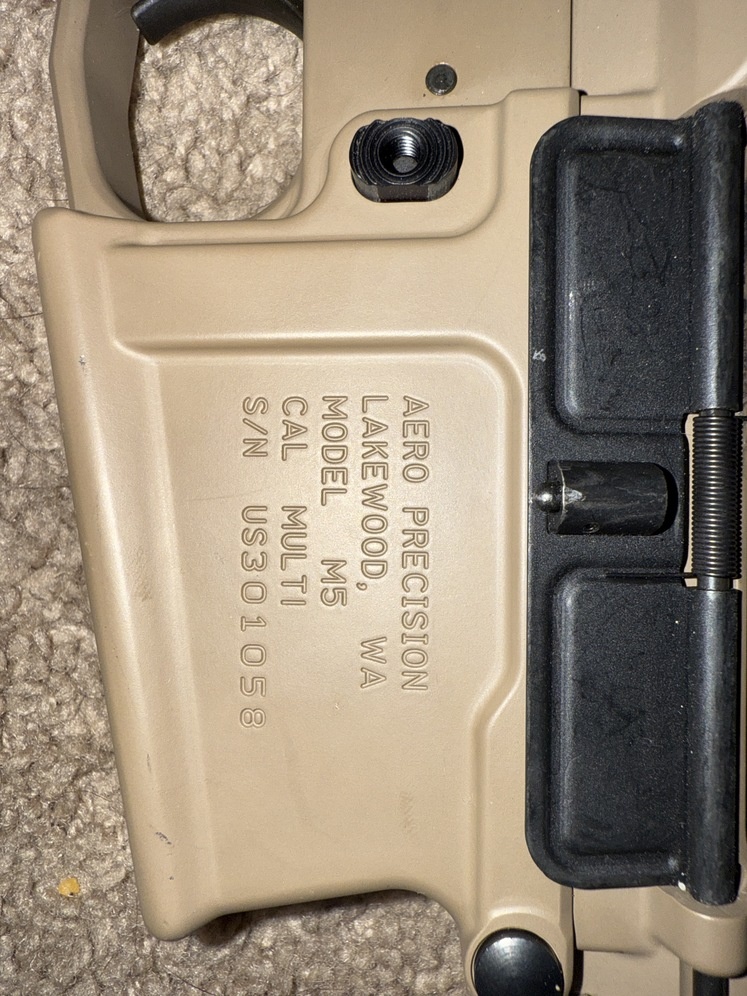 AERO PRECISION
LAKEWOOD, WA
MODEL M5
CAL MULTI
S/N US301058